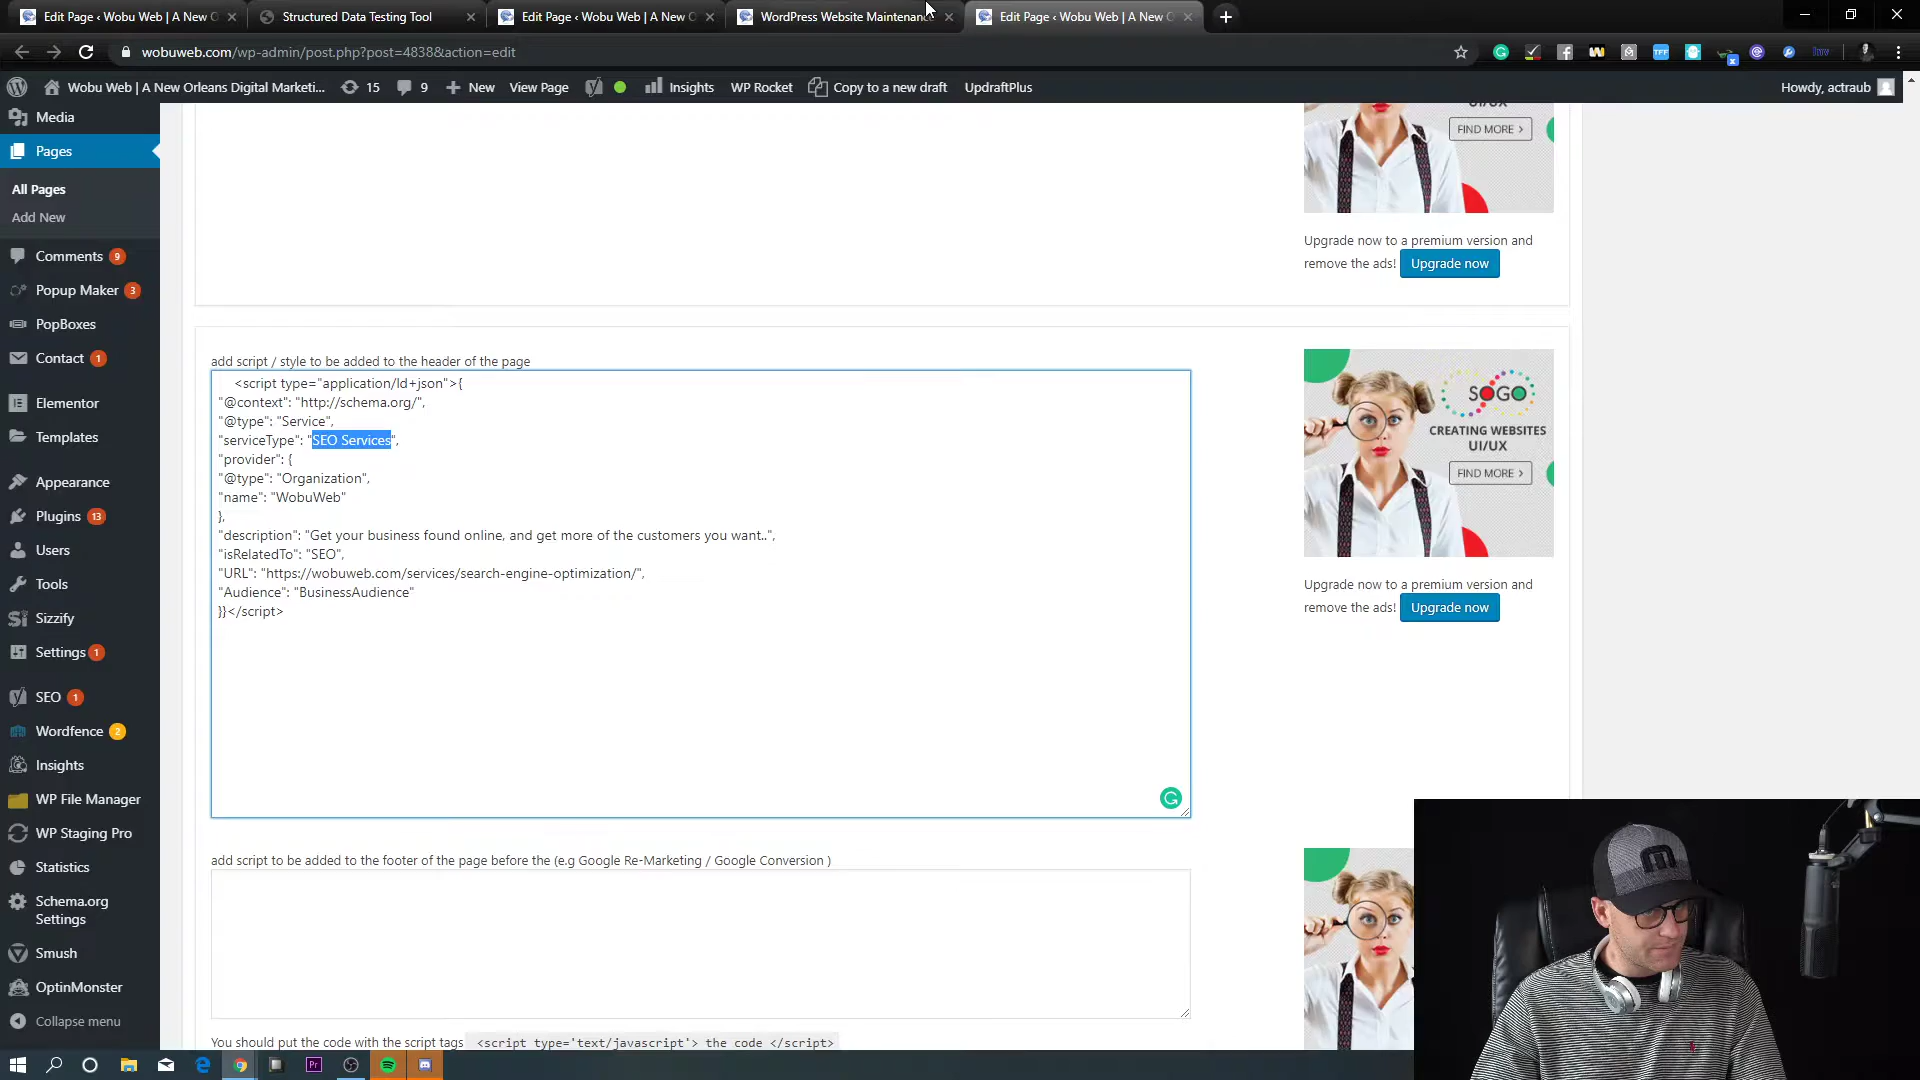 Edit Page ‹ Wobu Web | A New O
Structured Data Testing Tool
Edit Page ‹ Wobu Web | A New O
WordPress Website Maintenanc
Edit Page ‹ Wobu Web | A New O
wobuweb.com/wp-admin/post.php?post=4838&action=edit
Wobu Web | A New Orleans Digital Marketi...
15
9
New
View Page
Insights
WP Rocket
Copy to a new draft
UpdraftPlus
Howdy, actraub
Media
Pages
All Pages
Add New
Comments 9
Popup Maker 3
PopBoxes
Contact 1
Elementor
Templates
Appearance
Plugins 13
Users
Tools
Sizzify
Settings 1
SEO 1
Wordfence 2
Insights
WP File Manager
WP Staging Pro
Statistics
Schema.org
Settings
Smush
OptinMonster
Collapse menu
UI/UX
FIND MORE >
Upgrade now to a premium version and
remove the ads! Upgrade now
add script / style to be added to the header of the page
<script type="application/ld+json">{
"@context": "http://schema.org/",
"@type": "Service",
"serviceType": "SEO Services",
"provider": {
"@type": "Organization",
"name": "WobuWeb"
},
"description": "Get your business found online, and get more of the customers you want..",
"isRelatedTo": "SEO",
"URL": "https://wobuweb.com/services/search-engine-optimization/",
"Audience": "BusinessAudience"
}}</script>
SOGO
CREATING WEBSITES
UI/UX
FIND MORE >
Upgrade now to a premium version and
remove the ads! Upgrade now
add script to be added to the footer of the page before the (e.g Google Re-Marketing / Google Conversion )
You should put the code with the script tags <script type='text/javascript'> the code </script>